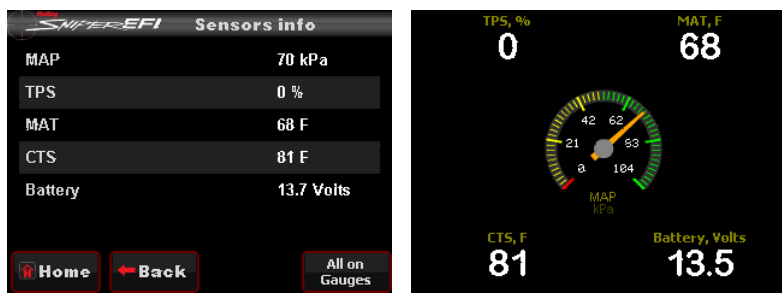 Holley
SNIPER EFI Sensors info
MAP 70 kPa
TPS 0 %
MAT 68 F
CTS 81 F
Battery 13.7 Volts
Home Back All on Gauges
TPS, % MAT, F
0 68
42 62
21 83
0 104
MAP
kPa
CTS, F Battery, Volts
81 13.5